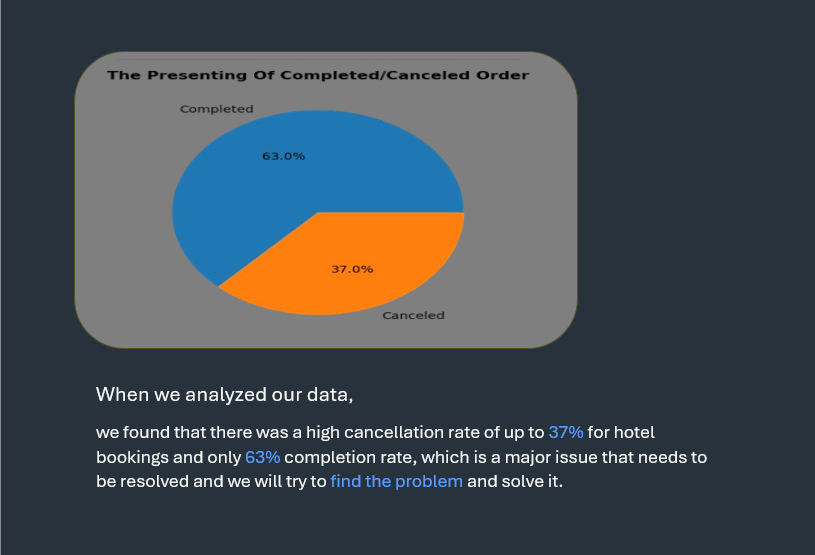 The Presenting Of Completed/Canceled Order
Completed
63.0%
37.0%
Canceled
When we analyzed our data,
we found that there was a high cancellation rate of up to 37% for hotel
bookings and only 63% completion rate, which is a major issue that needs to
be resolved and we will try to find the problem and solve it.